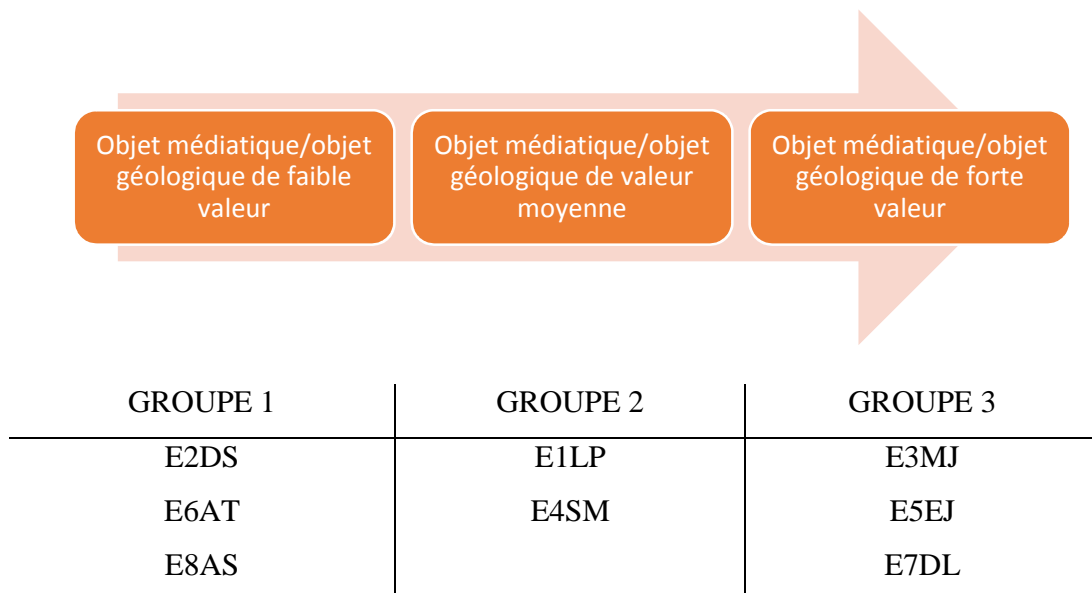 Objet médiatique/objet
géologique de faible
valeur
Objet médiatique/objet
géologique de valeur
moyenne
Objet médiatique/objet
géologique de forte
valeur
GROUPE 1 GROUPE 2 GROUPE 3
E2DS E1LP E3MJ
E6AT E4SM E5EJ
E8AS E7DL